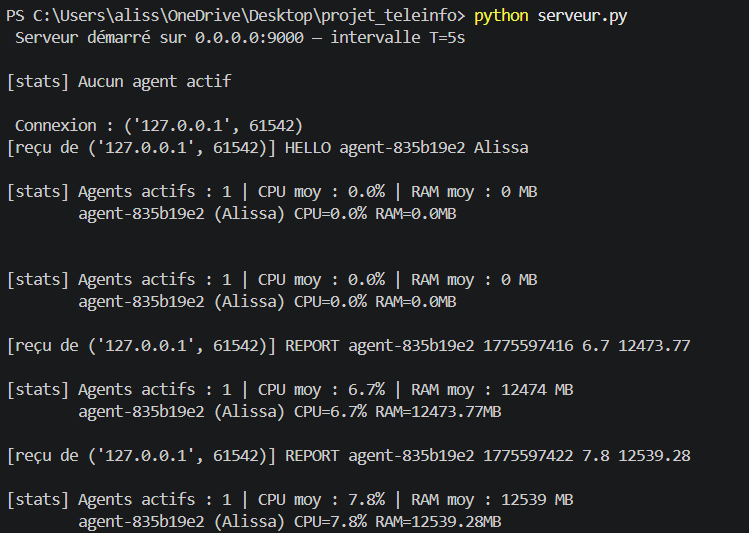 PS C:\Users\aliss\OneDrive\Desktop\projet_teleinfo> python serveur.py
Serveur démarré sur 0.0.0.0:9000 — intervalle T=5s
[stats] Aucun agent actif
Connexion : ('127.0.0.1', 61542)
[reçu de ('127.0.0.1', 61542)] HELLO agent-835b19e2 Alissa
[stats] Agents actifs : 1 | CPU moy : 0.0% | RAM moy : 0 MB
agent-835b19e2 (Alissa) CPU=0.0% RAM=0.0MB
[stats] Agents actifs : 1 | CPU moy : 0.0% | RAM moy : 0 MB
agent-835b19e2 (Alissa) CPU=0.0% RAM=0.0MB
[reçu de ('127.0.0.1', 61542)] REPORT agent-835b19e2 1775597416 6.7 12473.77
[stats] Agents actifs : 1 | CPU moy : 6.7% | RAM moy : 12474 MB
agent-835b19e2 (Alissa) CPU=6.7% RAM=12473.77MB
[reçu de ('127.0.0.1', 61542)] REPORT agent-835b19e2 1775597422 7.8 12539.28
[stats] Agents actifs : 1 | CPU moy : 7.8% | RAM moy : 12539 MB
agent-835b19e2 (Alissa) CPU=7.8% RAM=12539.28MB